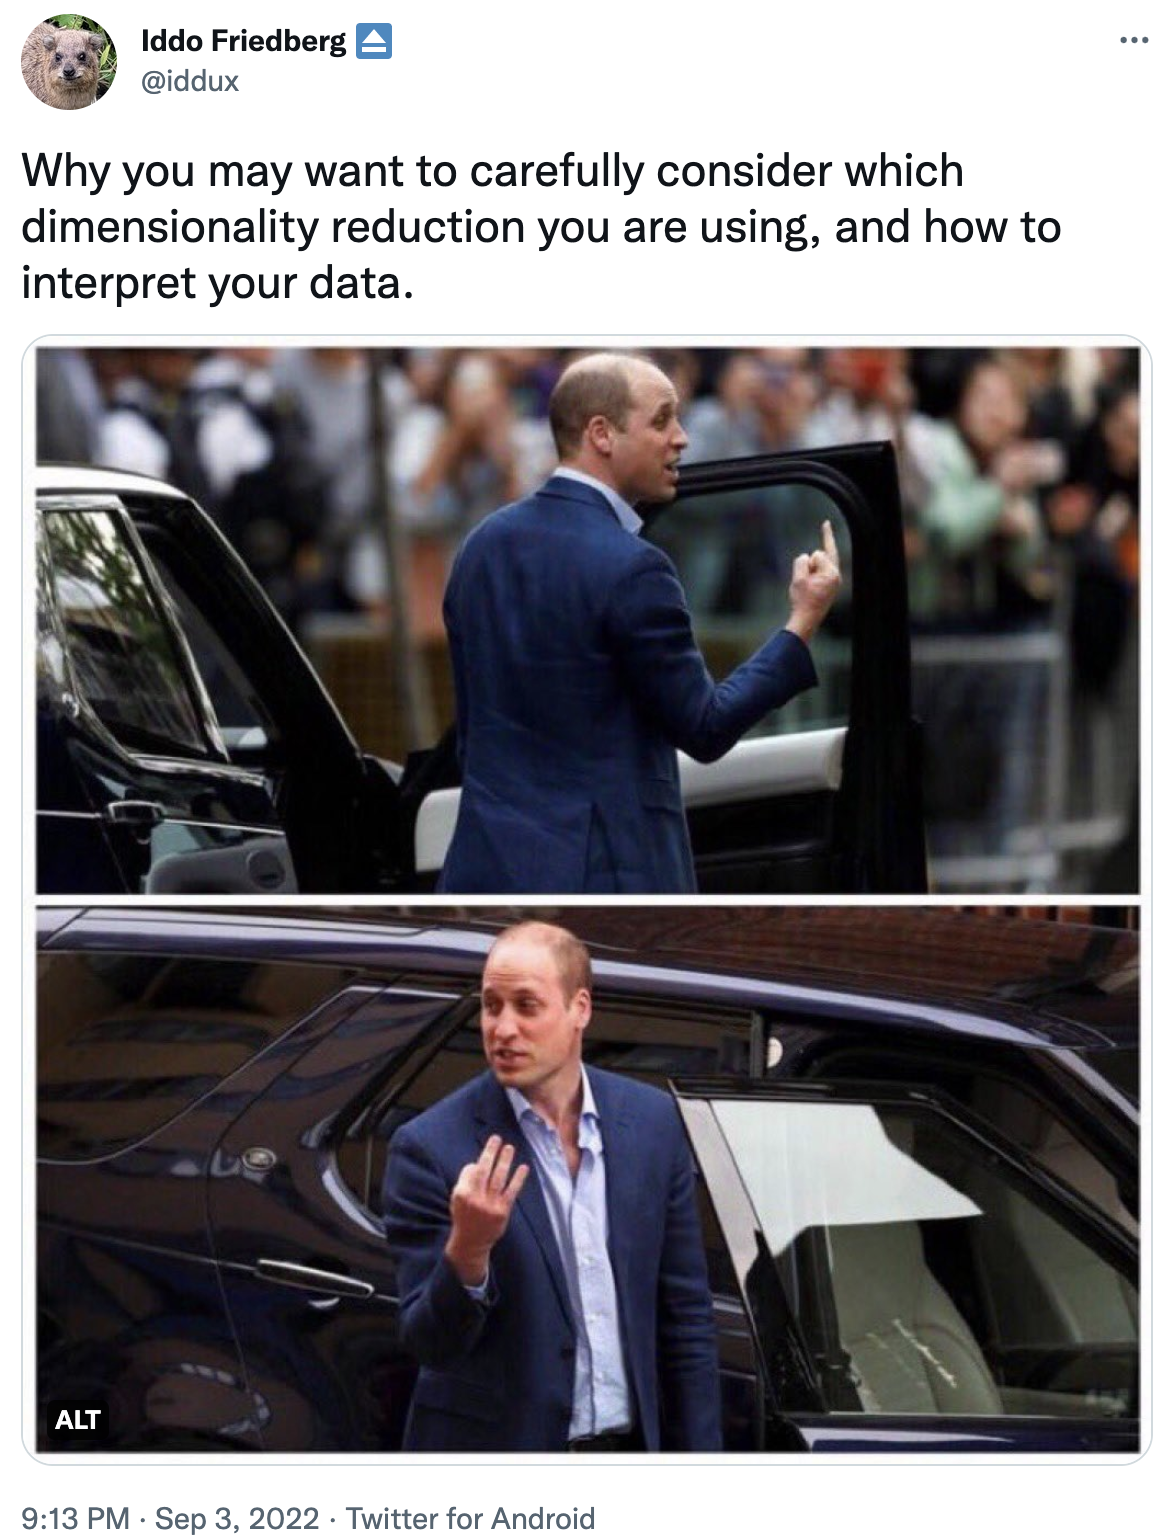 Iddo Friedberg ⏏️
@iddux
Why you may want to carefully consider which
dimensionality reduction you are using, and how to
interpret your data.
ALT
9:13 PM · Sep 3, 2022 · Twitter for Android